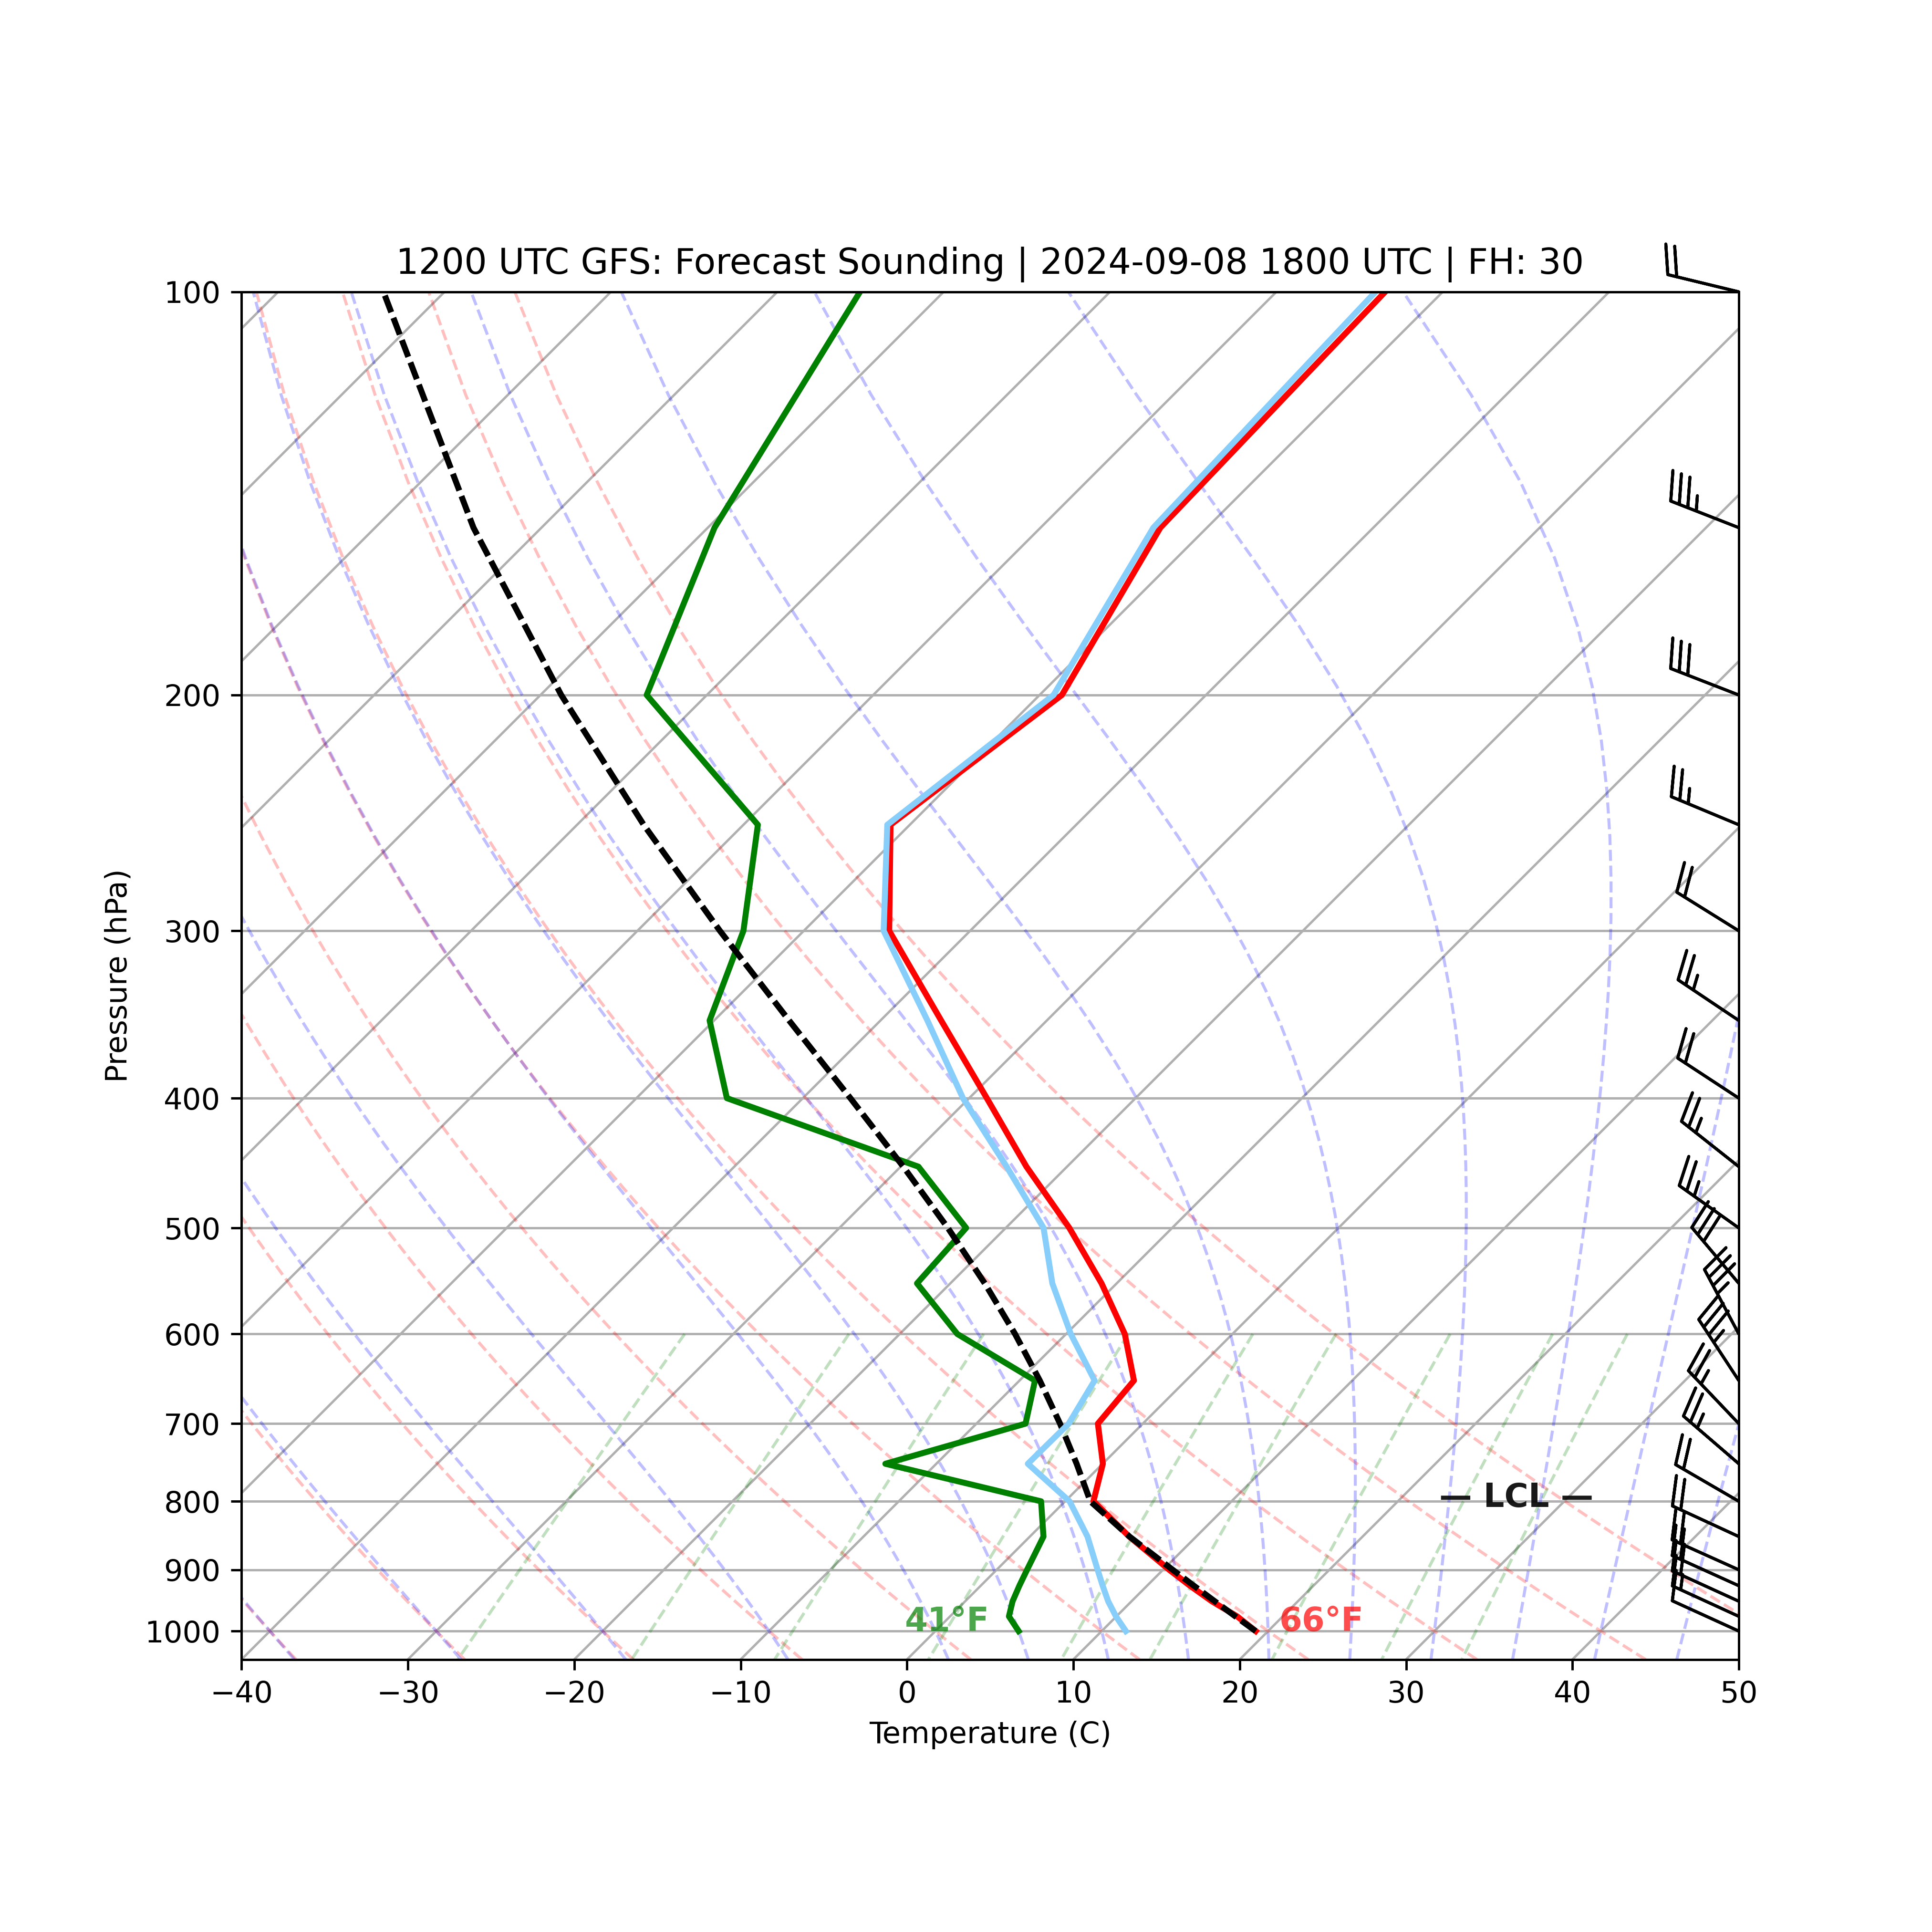 1200 UTC GFS: Forecast Sounding | 2024-09-08 1800 UTC | FH: 30
100
200
300
400
500
600
700
800
900
1000
Pressure (hPa)
— LCL —
41°F
66°F
−40 −30 −20 −10 0 10 20 30 40 50
Temperature (C)